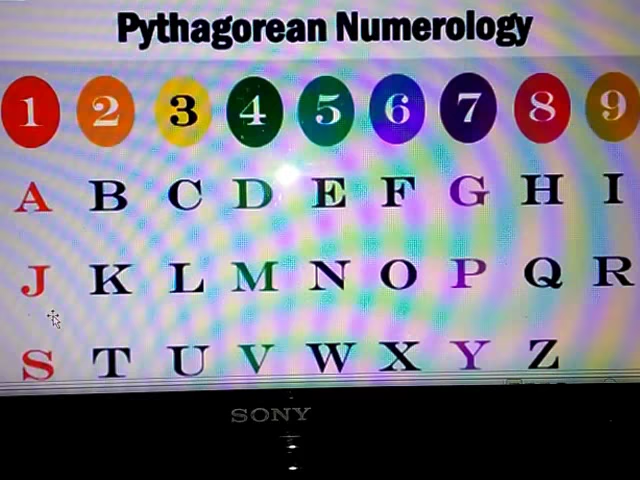 Pythagorean Numerology
1 2 3 4 5 6 7 8 9
A B C D E F G H I
J K L M N O P Q R
S T U V W X Y Z
SONY